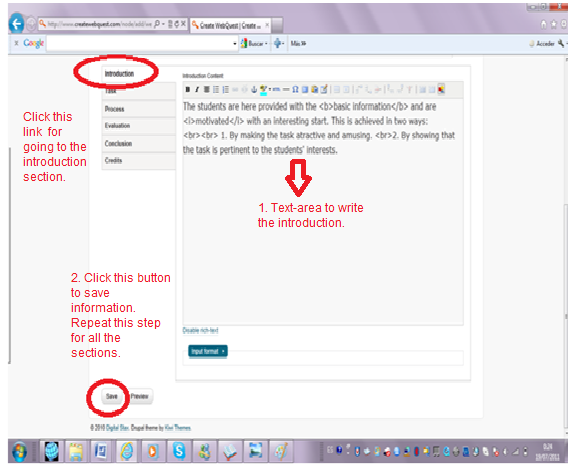 http://www.createwebquest.com/node/add/we
Create WebQuest | Create ...
x Google
Buscar
Más »
Acceder
Introduction
Task
Process
Evaluation
Conclusion
Credits
Introduction Content:
The students are here provided with the <b>basic information</b> and are
<i>motivated</i> with an interesting start. This is achieved in two ways:
<br><br> 1. By making the task atractive and amusing. <br>2. By showing that
the task is pertinent to the students' interests.
Click this
link for
going to the
introduction
section.
1. Text-area to write
the introduction.
2. Click this button
to save
information.
Repeat this step
for all the
sections.
Disable rich-text
Input format
Save
Preview
© 2010 Digital Slax. Drupal theme by Kiwi Themes.
ES